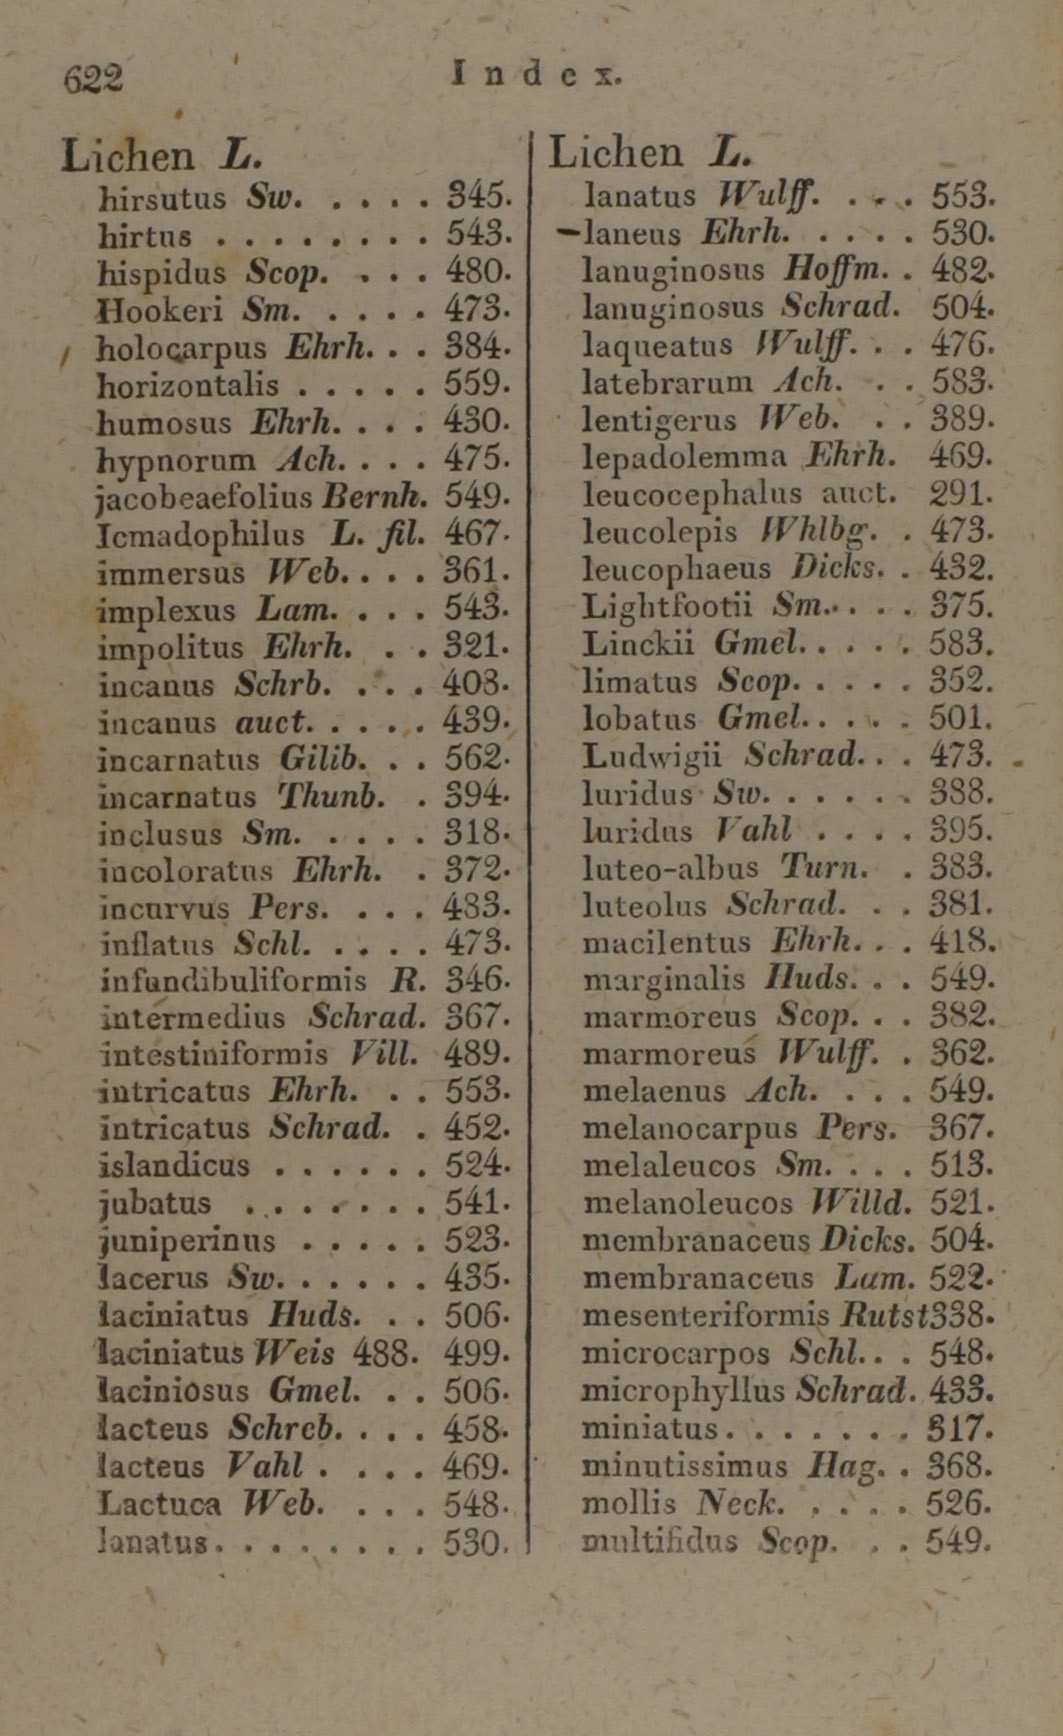 622
Index.
Lichen L.
hirsutus Sw. . . . . 345.
hirtus . . . . . . . . 543.
hispidus Scop. . . . 480.
Hookeri Sm. . . . . 473.
holocarpus Ehrh. . . 384.
horizontalis . . . . . 559.
humosus Ehrh. . . . 430.
hypnorum Ach. . . . 475.
jacobeaefolius Bernh. 549.
Icmadophilus L. fil. 467.
immersus Web. . . . 361.
implexus Lam. . . . 543.
impolitus Ehrh. . . 321.
incanus Schrb. . . . 408.
incanus auct. . . . . 439.
incarnatus Gilib. . . 562.
incarnatus Thunb. . 394.
inclusus Sm. . . . . 318.
incoloratus Ehrh. . 372.
incurvus Pers. . . . 483.
inflatus Schl. . . . . 473.
infundibuliformis R. 346.
intermedius Schrad. 367.
intestiniformis Vill. 489.
intricatus Ehrh. . . 553.
intricatus Schrad. . 452.
islandicus . . . . . . 524.
jubatus . . . . . . . 541.
juniperinus . . . . . 523.
lacerus Sw. . . . . . 435.
laciniatus Huds. . . 506.
laciniatus Weis 488. 499.
laciniosus Gmel. . . 506.
lacteus Schreb. . . . 458.
lacteus Vahl . . . . 469.
Lactuca Web. . . . 548.
lanatus. . . . . . . . 530.
Lichen L.
lanatus Wulff. . . . 553.
laneus Ehrh. . . . . 530.
lanuginosus Hoffm. . 482.
lanuginosus Schrad. 504.
laqueatus Wulff. . . 476.
latebrarum Ach. . . 583.
lentigerus Web. . . 389.
lepadolemma Ehrh. 469.
leucocephalus auct. 291.
leucolepis Whlbg. . 473.
leucophaeus Dicks. . 432.
Lightfootii Sm. . . . 375.
Linckii Gmel. . . . . 583.
limatus Scop. . . . . 352.
lobatus Gmel. . . . . 501.
Ludwigii Schrad. . . 473.
luridus Sw. . . . . . 388.
luridus Vahl . . . . 395.
luteo-albus Turn. . 383.
luteolus Schrad. . . 381.
macilentus Ehrh. . . 418.
marginalis Huds. . . 549.
marmoreus Scop. . . 382.
marmoreus Wulff. . 362.
melaenus Ach. . . . 549.
melanocarpus Pers. 367.
melaleucos Sm. . . . 513.
melanoleucos Willd. 521.
membranaceus Dicks. 504.
membranaceus Lam. 522.
mesenteriformis Rutst338.
microcarpos Schl. . . 548.
microphyllus Schrad. 433.
miniatus. . . . . . . 317.
minutissimus Hag. . 368.
mollis Neck. . . . . 526.
multifidus Scop. . . 549.